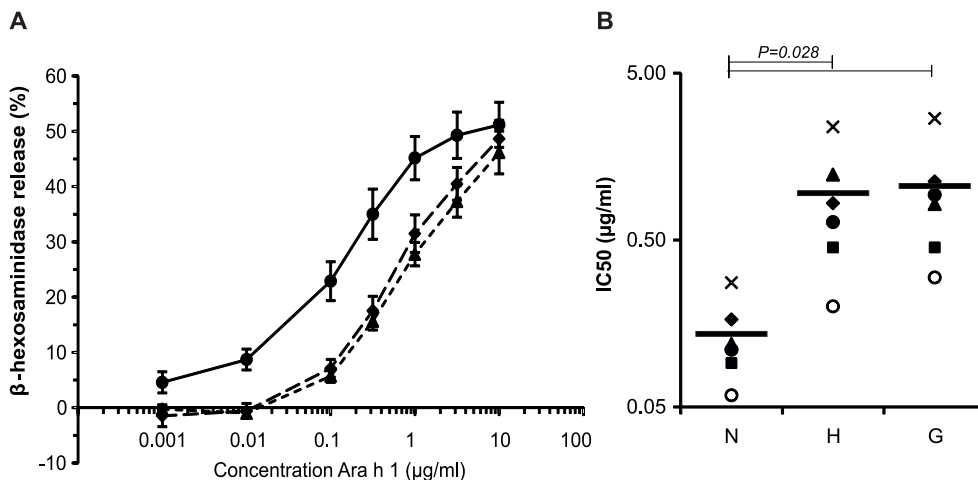 A
β-hexosaminidase release (%)
60
50
40
30
20
10
0
-10
0.001 0.01 0.1 1 10 100
Concentration Ara h 1 (µg/ml)
B
P=0.028
IC50 (µg/ml)
5.00
0.50
0.05
N H G